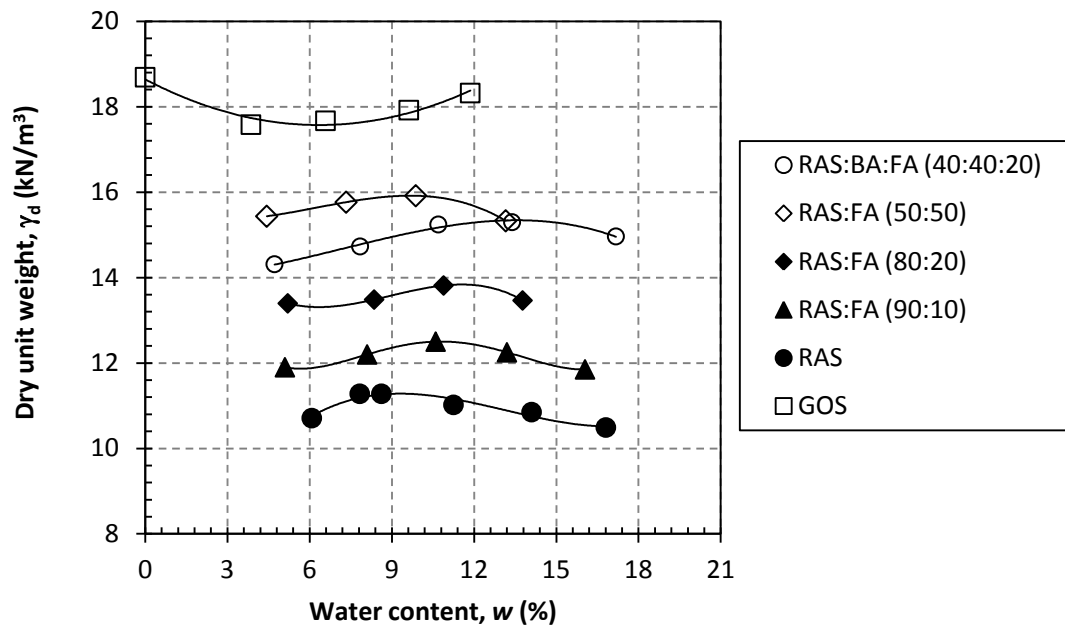 20
18
16
14
12
10
8
Dry unit weight, γd (kN/m³)
0 3 6 9 12 15 18 21
Water content, w (%)
RAS:BA:FA (40:40:20)
RAS:FA (50:50)
RAS:FA (80:20)
RAS:FA (90:10)
RAS
GOS